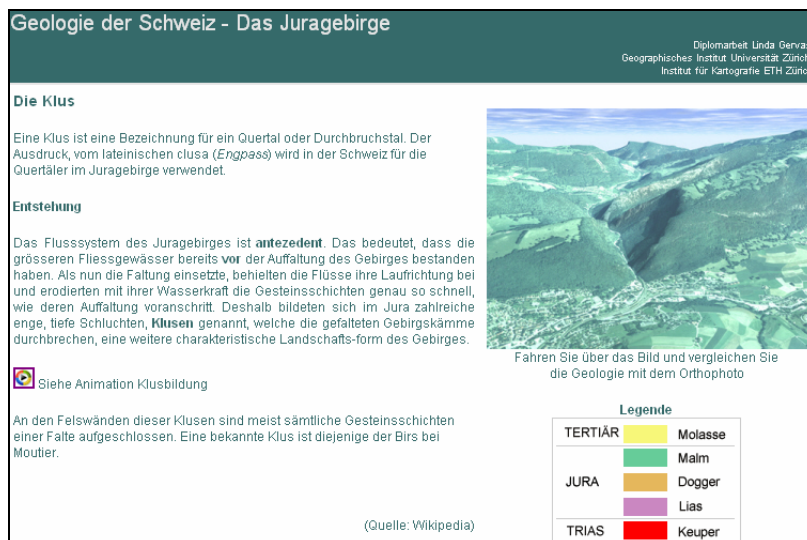 Geologie der Schweiz - Das Juragebirge
Diplomarbeit Linda Gervas
Geographisches Institut Universität Zürich
Institut für Kartografie ETH Züric
Die Klus
Eine Klus ist eine Bezeichnung für ein Quertal oder Durchbruchstal. Der
Ausdruck, vom lateinischen clusa (Engpass) wird in der Schweiz für die
Quertäler im Juragebirge verwendet.
Entstehung
Das Flusssystem des Juragebirges ist antezedent. Das bedeutet, dass die
grösseren Fliessgewässer bereits vor der Auffaltung des Gebirges bestanden
haben. Als nun die Faltung einsetzte, behielten die Flüsse ihre Laufrichtung bei
und erodierten mit ihrer Wasserkraft die Gesteinsschichten genau so schnell,
wie deren Auffaltung voranschritt. Deshalb bildeten sich im Jura zahlreiche
enge, tiefe Schluchten, Klusen genannt, welche die gefalteten Gebirgskämme
durchbrechen, eine weitere charakteristische Landschafts-form des Gebirges.
Siehe Animation Klusbildung
An den Felswänden dieser Klusen sind meist sämtliche Gesteinsschichten
einer Falte aufgeschlossen. Eine bekannte Klus ist diejenige der Birs bei
Moutier.
(Quelle: Wikipedia)
Fahren Sie über das Bild und vergleichen Sie
die Geologie mit dem Orthophoto
Legende
TERTIÄR Molasse
Malm
JURA Dogger
Lias
TRIAS Keuper